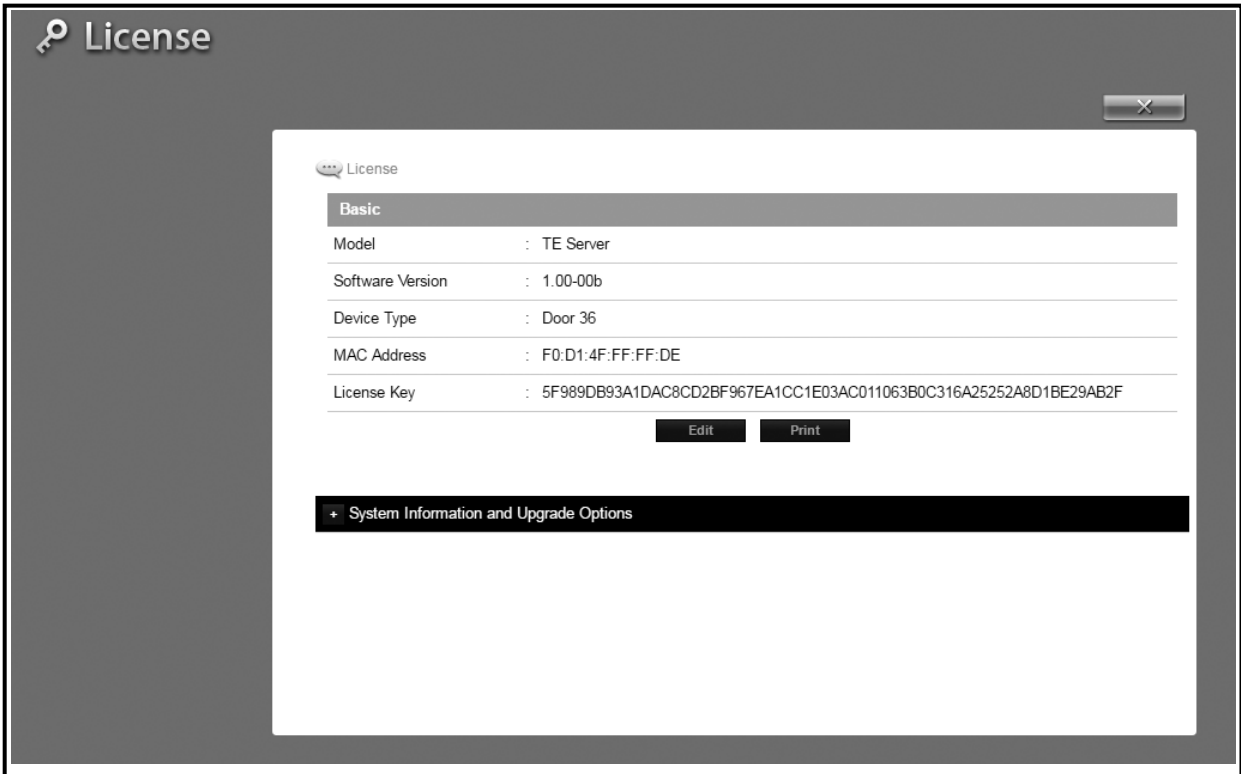 License
License
Basic
Model : TE Server
Software Version : 1.00-00b
Device Type : Door 36
MAC Address : F0:D1:4F:FF:FF:DE
License Key : 5F989DB93A1DAC8CD2BF967EA1CC1E03AC011063B0C316A25252A8D1BE29AB2F
Edit Print
+ System Information and Upgrade Options